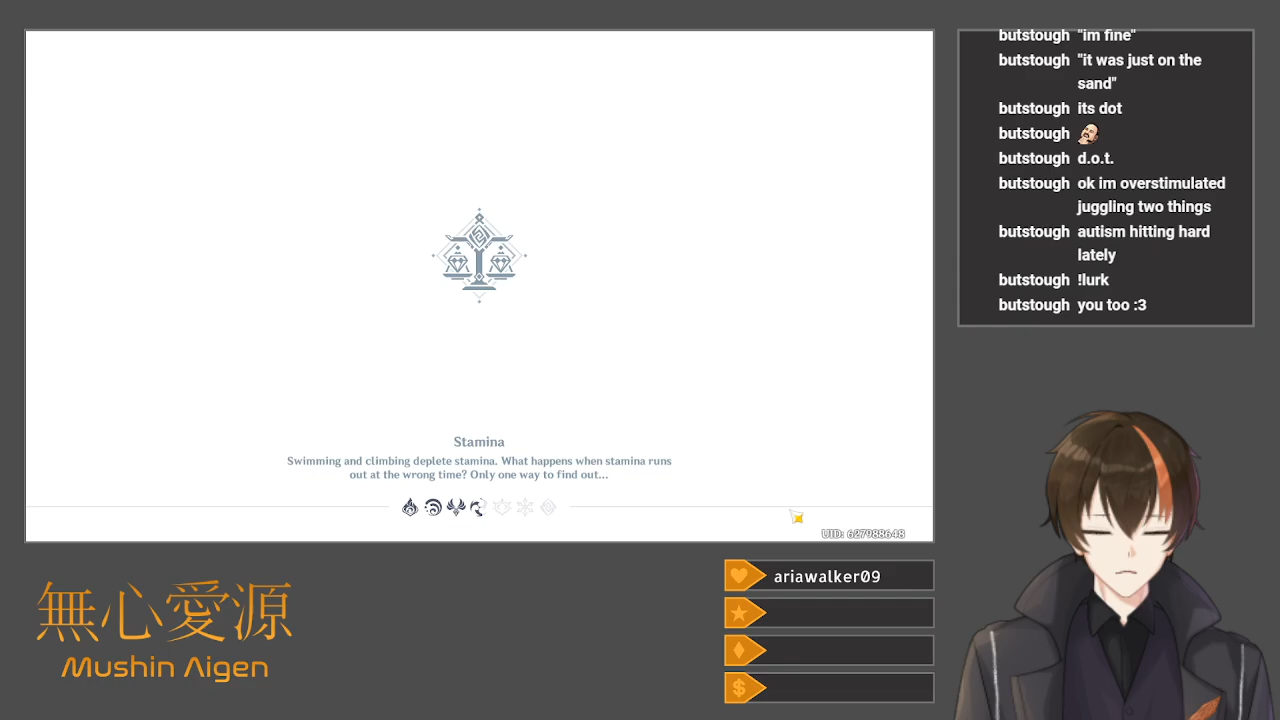 butstough "im fine"
butstough "it was just on the
sand"
butstough its dot
butstough
butstough d.o.t.
butstough ok im overstimulated
juggling two things
butstough autism hitting hard
lately
butstough !lurk
butstough you too :3
Stamina
Swimming and climbing deplete stamina. What happens when stamina runs
out at the wrong time? Only one way to find out...
UID: 627988648
無心愛源
Mushin Aigen
ariawalker09